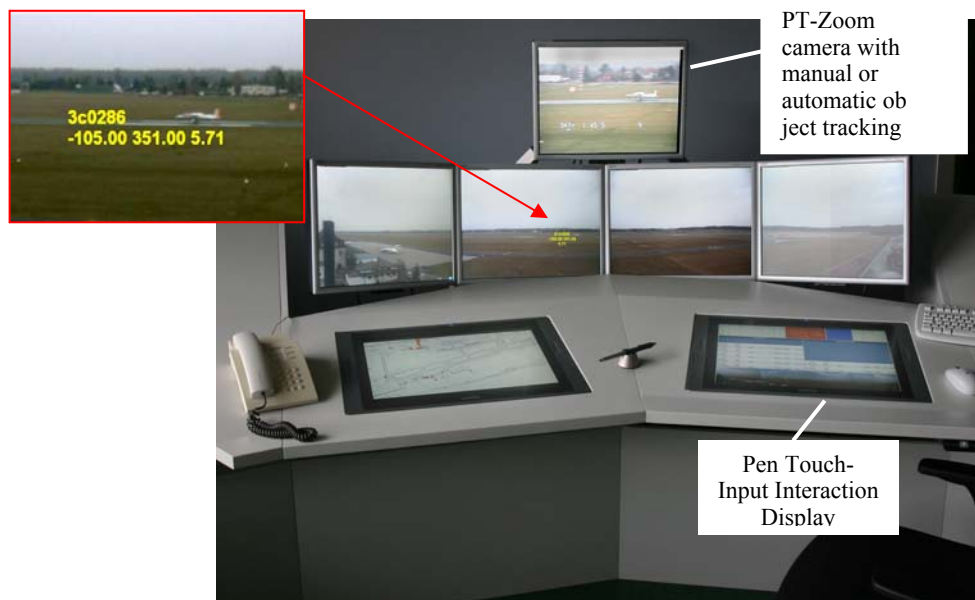 PT-Zoom
camera with
manual or
automatic ob
ject tracking
3c0286
-105.00 351.00 5.71
Pen Touch-
Input Interaction
Display